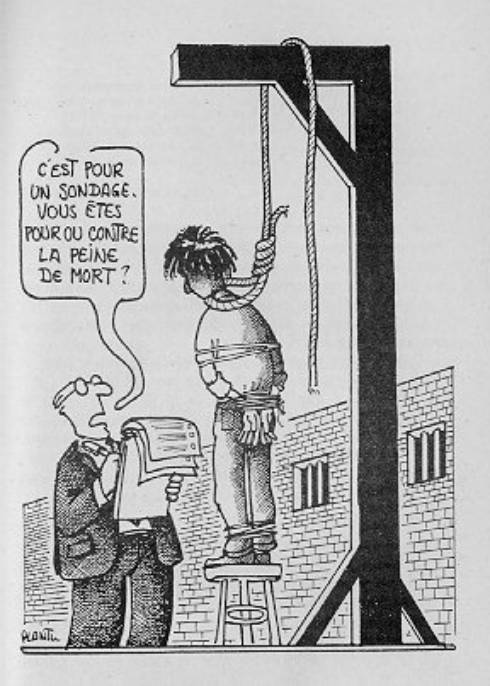 C'EST POUR
UN SONDAGE.
VOUS ÊTES
POUR OU CONTRE
LA PEINE
DE MORT ?
PLANTU